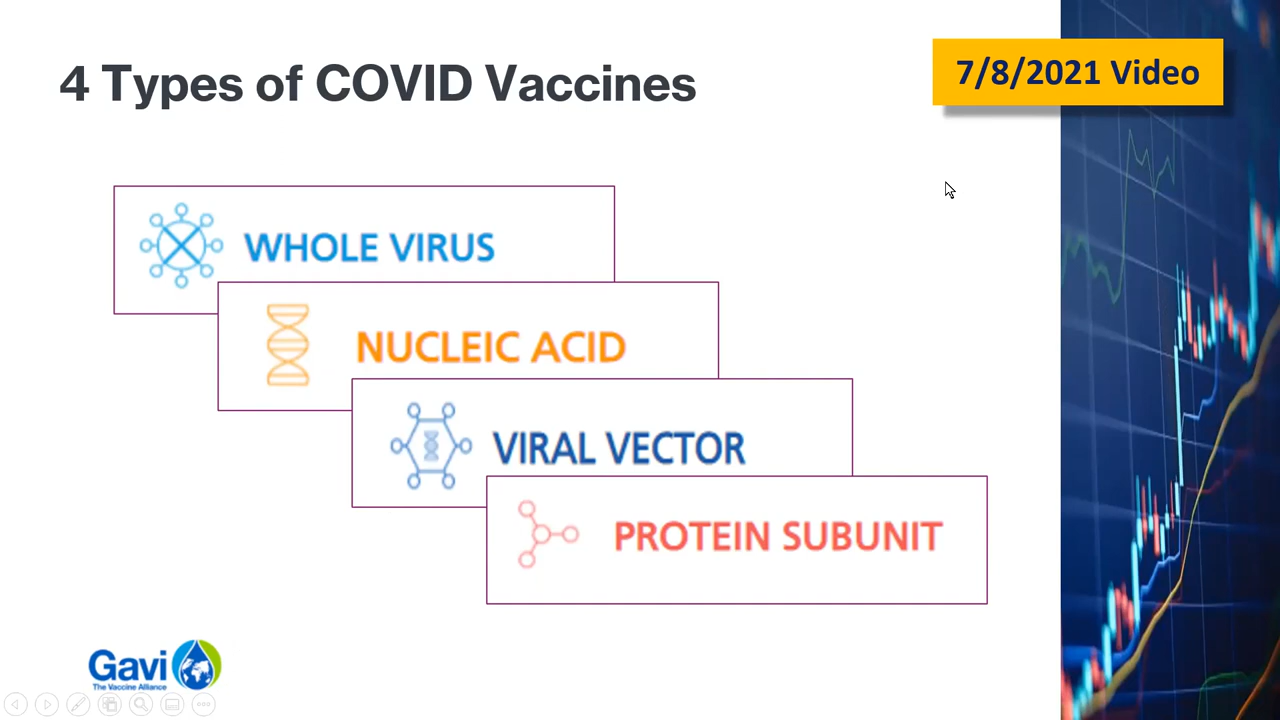 4 Types of COVID Vaccines
7/8/2021 Video
WHOLE VIRUS
NUCLEIC ACID
VIRAL VECTOR
PROTEIN SUBUNIT
Gavi
The Vaccine Alliance